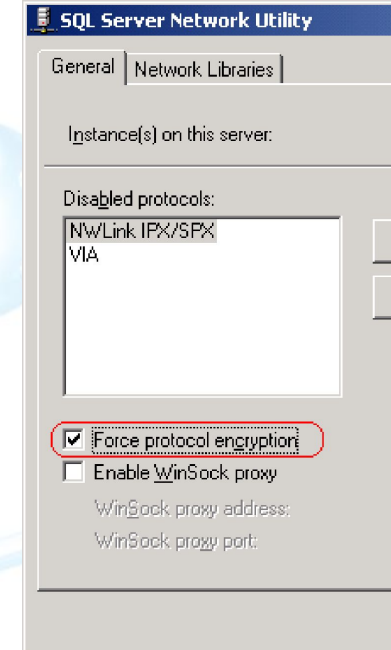 SQL Server Network Utility
General Network Libraries
Instance(s) on this server:
Disabled protocols:
NWLink IPX/SPX
VIA
Force protocol encryption
Enable WinSock proxy
WinSock proxy address:
WinSock proxy port: